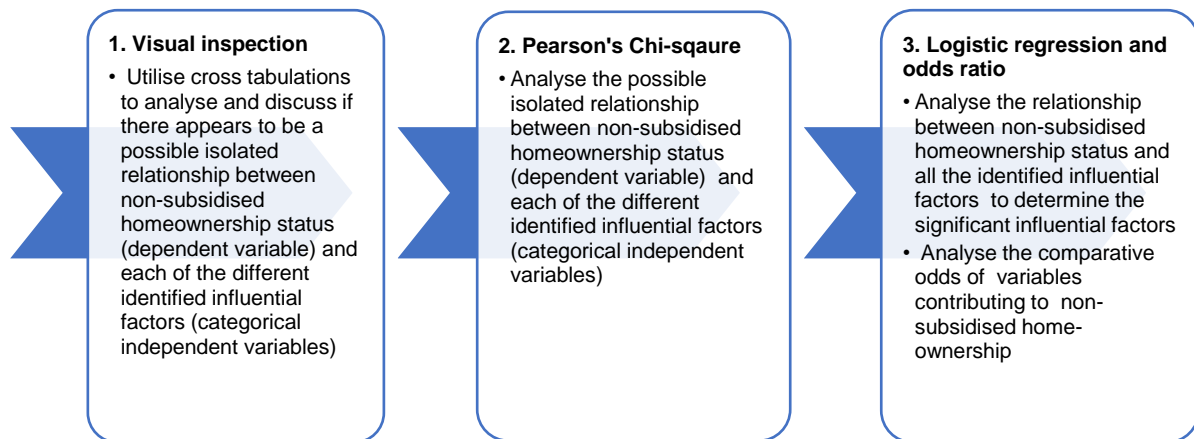 1. Visual inspection
• Utilise cross tabulations
to analyse and discuss if
there appears to be a
possible isolated
relationship between
non-subsidised
homeownership status
(dependent variable) and
each of the different
identified influential
factors (categorical
independent variables)
2. Pearson's Chi-sqaure
• Analyse the possible
isolated relationship
between non-subsidised
homeownership status
(dependent variable) and
each of the different
identified influential factors
(categorical independent
variables)
3. Logistic regression and
odds ratio
• Analyse the relationship
between non-subsidised
homeownership status and
all the identified influential
factors to determine the
significant influential factors
• Analyse the comparative
odds of variables
contributing to non-
subsidised home-
ownership